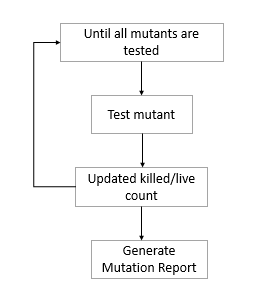 Until all mutants are
tested
Test mutant
Updated killed/live
count
Generate
Mutation Report